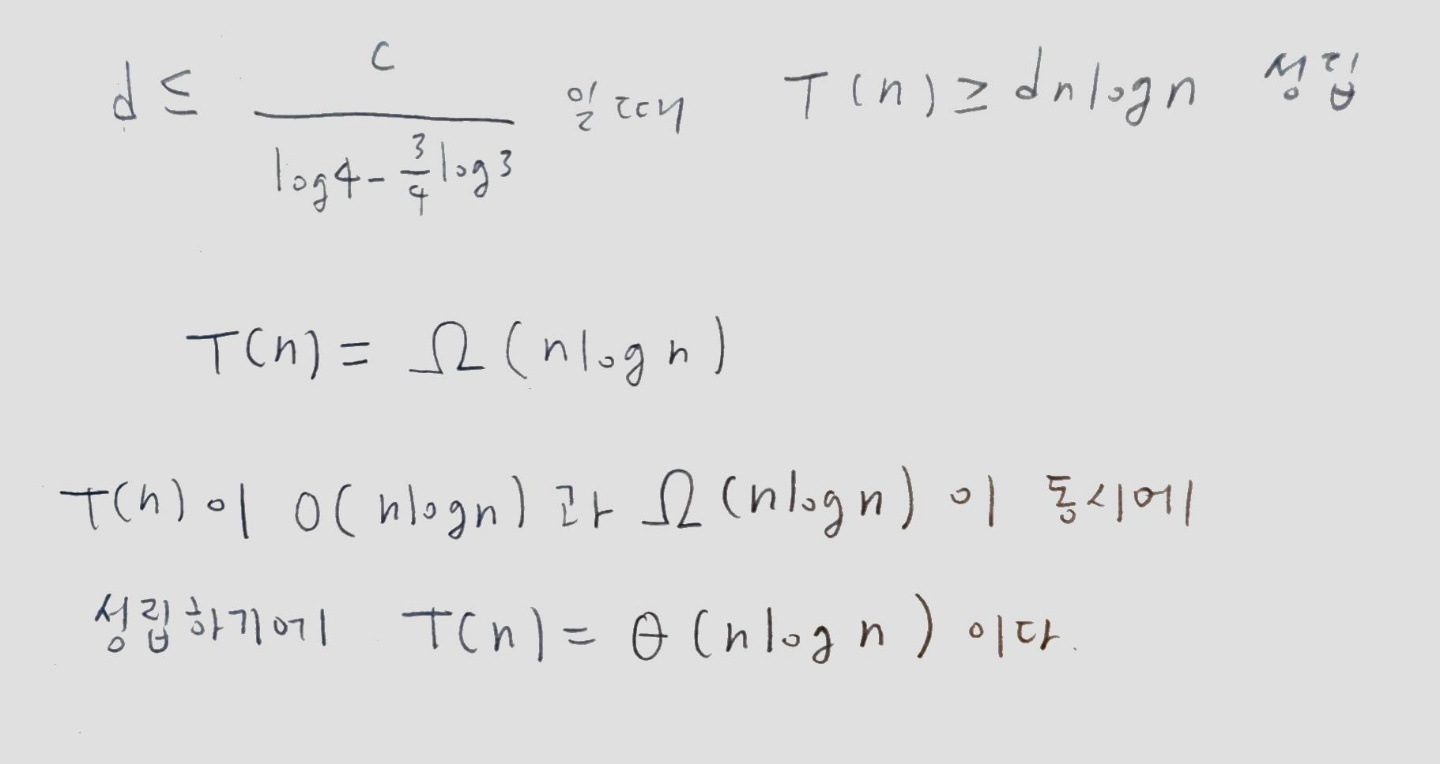 d ≤ c / (log4 - 3/4 log3) 일때 T(n) ≥ dnlogn 성립
T(n) = Ω(nlogn)
T(n)이 O(nlogn)과 Ω(nlogn)이 동시에
성립하기에 T(n) = θ(nlogn)이다.